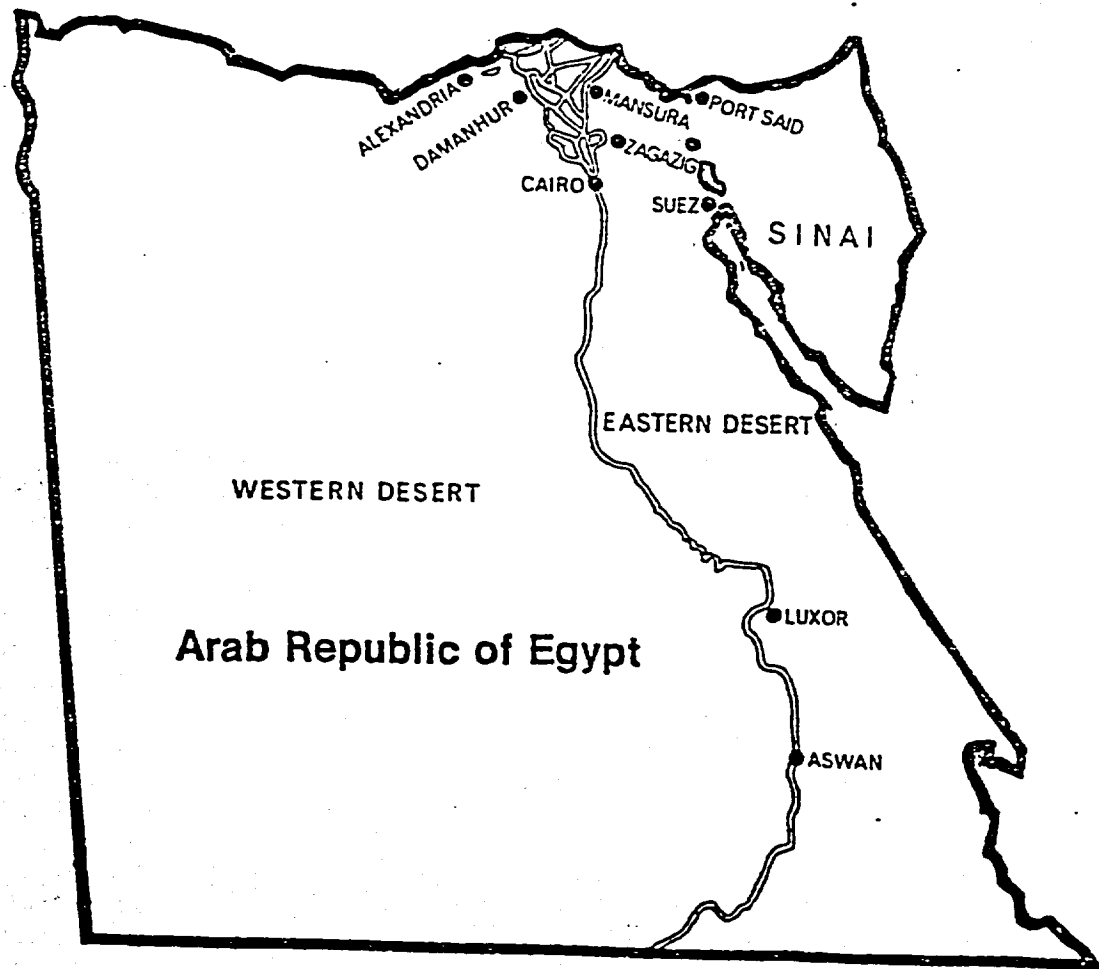 ALEXANDRIA
DAMANHUR
MANSURA
PORT SAID
ZAGAZIG
CAIRO
SUEZ
SINAI
EASTERN DESERT
WESTERN DESERT
LUXOR
Arab Republic of Egypt
ASWAN